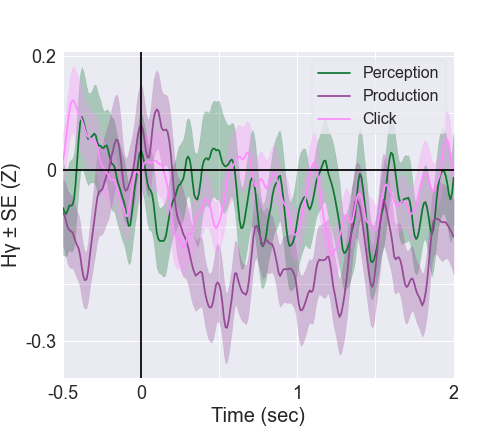 0.2
0
-0.3
Hγ ± SE (Z)
Perception
Production
Click
-0.5
0
1
2
Time (sec)